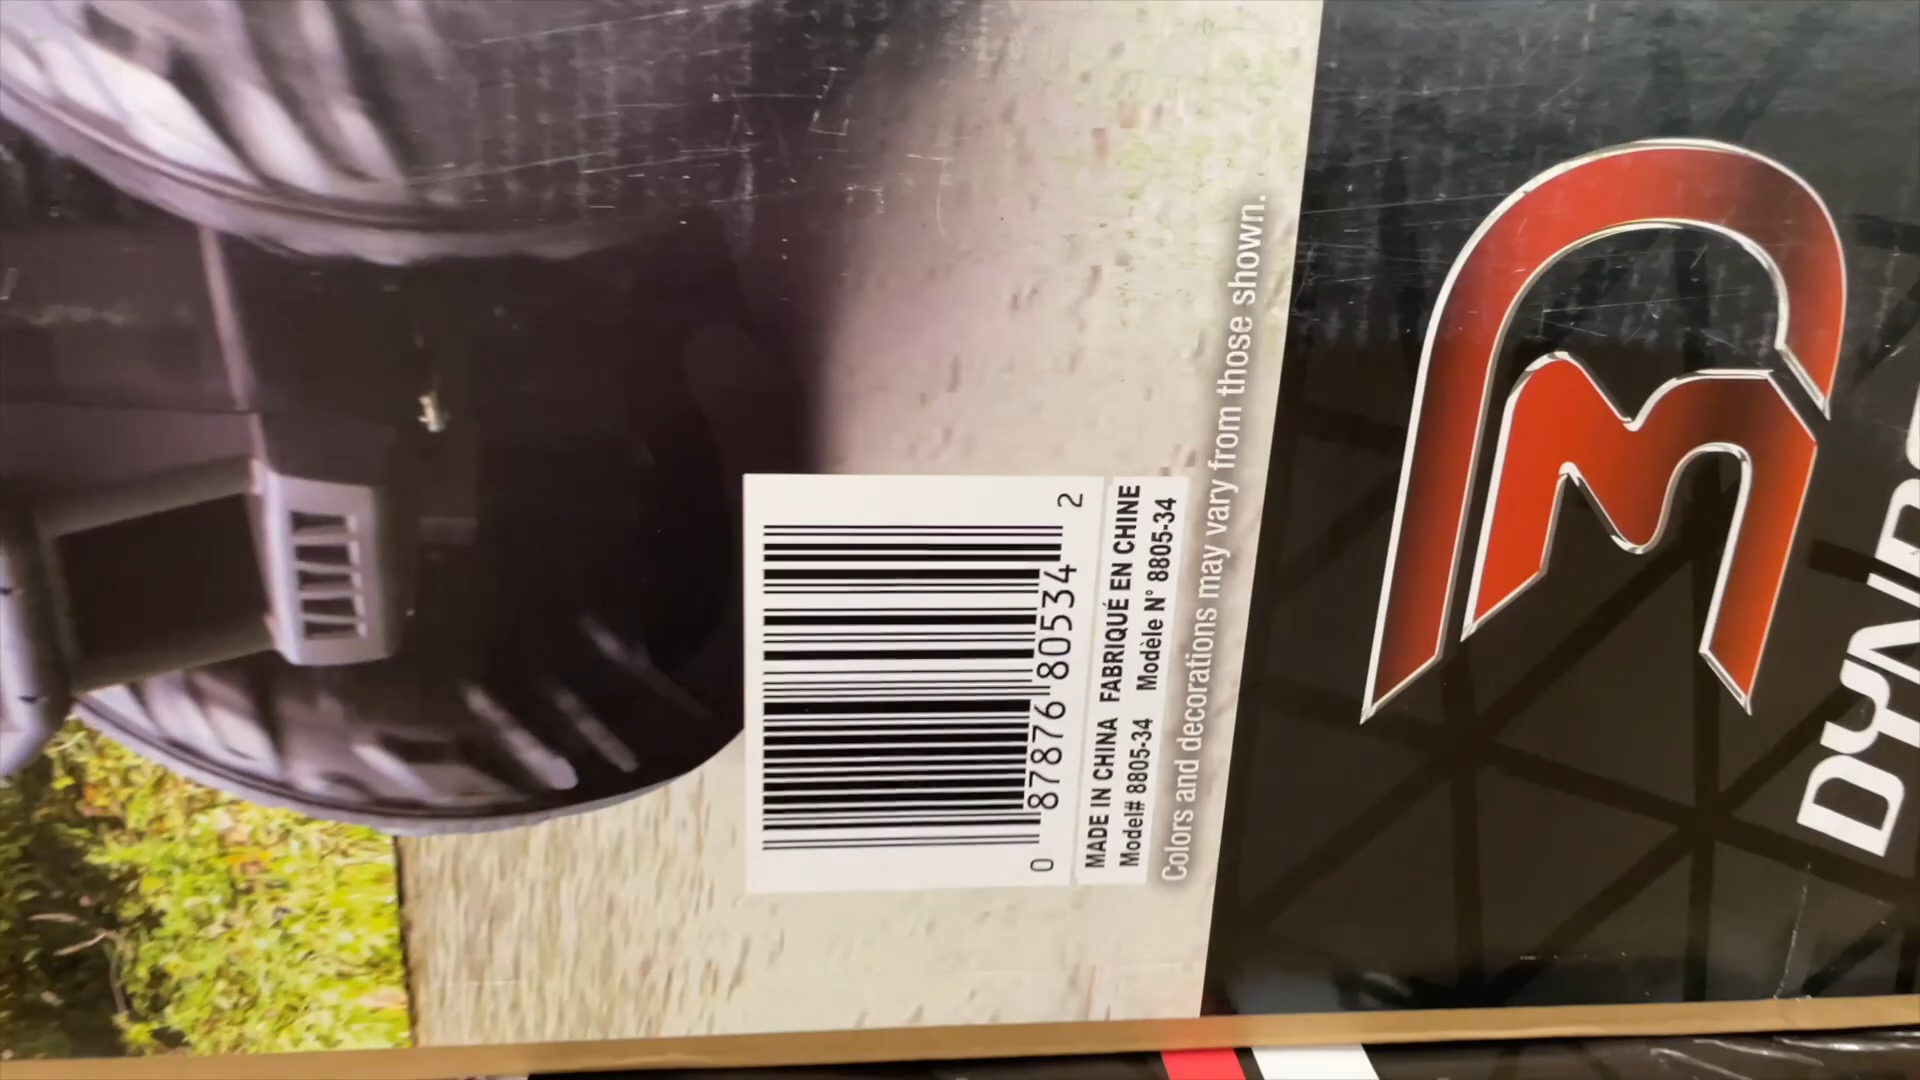 0 87876 80534 2
MADE IN CHINA FABRIQUÉ EN CHINE
Model# 8805-34 Modèle N° 8805-34
Colors and decorations may vary from those shown.